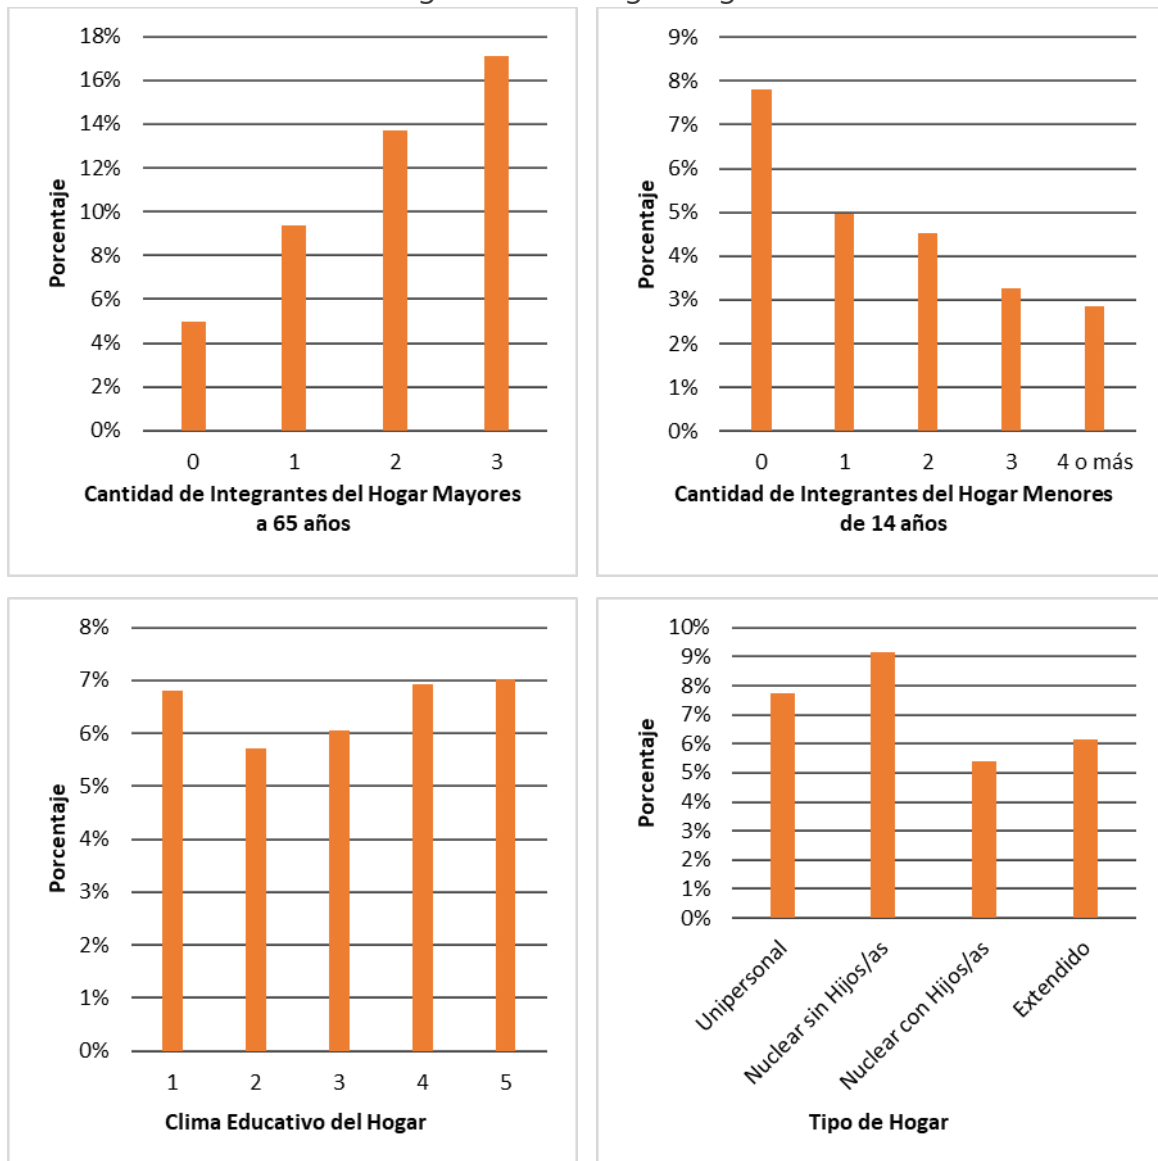 18%
16%
14%
12%
10%
8%
6%
4%
2%
0%
Porcentaje
0 1 2 3
Cantidad de Integrantes del Hogar Mayores
a 65 años
9%
8%
7%
6%
5%
4%
3%
2%
1%
0%
Porcentaje
0 1 2 3 4 o más
Cantidad de Integrantes del Hogar Menores
de 14 años
8%
7%
6%
5%
4%
3%
2%
1%
0%
Porcentaje
1 2 3 4 5
Clima Educativo del Hogar
10%
9%
8%
7%
6%
5%
4%
3%
2%
1%
0%
Porcentaje
Unipersonal
Nuclear sin Hijos/as
Nuclear con Hijos/as
Extendido
Tipo de Hogar